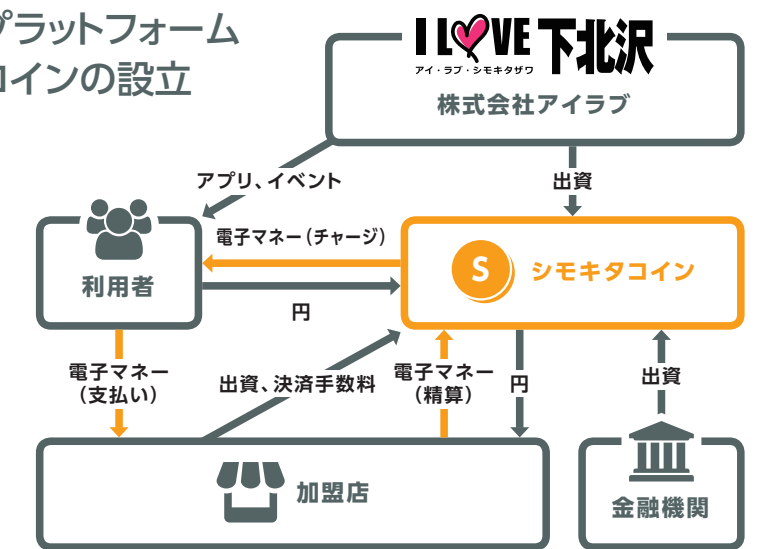 プラットフォーム
コインの設立
I LOVE 下北沢
アイ・ラブ・シモキタザワ
株式会社アイラブ
アプリ、イベント
出資
電子マネー(チャージ)
利用者
S シモキタコイン
円
電子マネー
(支払い)
出資、決済手数料
電子マネー
(精算)
円
出資
加盟店
金融機関